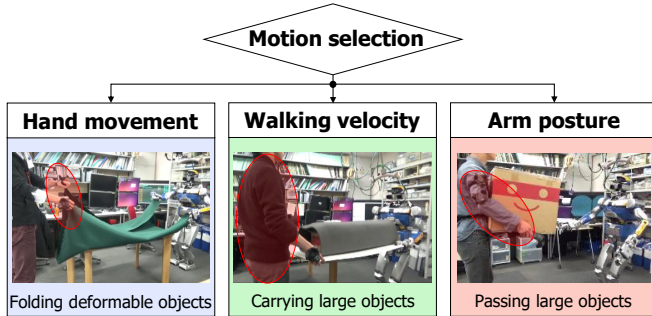 Motion selection
Hand movement
Walking velocity
Arm posture
Folding deformable objects
Carrying large objects
Passing large objects